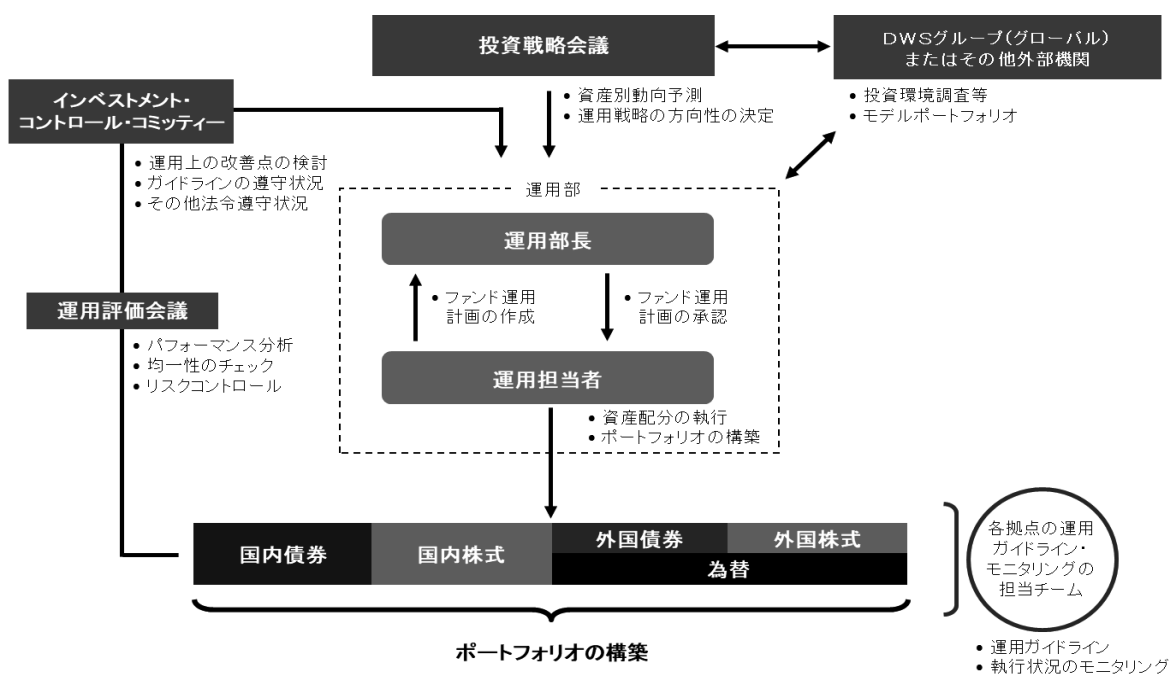 投資戦略会議
DWSグループ(グローバル)
またはその他外部機関
インベストメント・
コントロール・コミッティー
• 資産別動向予測
• 運用戦略の方向性の決定
• 投資環境調査等
• モデルポートフォリオ
• 運用上の改善点の検討
• ガイドラインの遵守状況
• その他法令遵守状況
運用部
運用部長
• ファンド運用
計画の作成
• ファンド運用
計画の承認
運用評価会議
• パフォーマンス分析
• 均一性のチェック
• リスクコントロール
運用担当者
• 資産配分の執行
• ポートフォリオの構築
国内債券
国内株式
外国債券
外国株式
為替
各拠点の運用
ガイドライン・
モニタリングの
担当チーム
ポートフォリオの構築
• 運用ガイドライン
• 執行状況のモニタリング